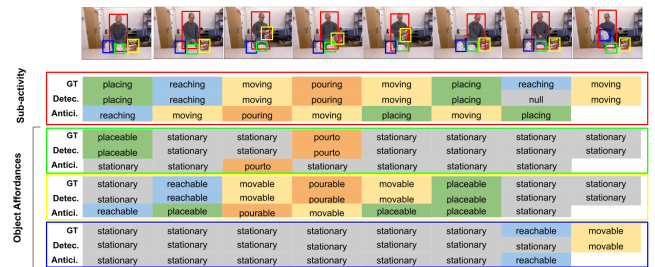 Sub-activity
GT placing reaching moving pouring moving placing reaching moving
Detec. placing reaching moving pouring moving placing null moving
Antici. reaching moving pouring moving placing moving placing
Object Affordances
GT placeable stationary stationary pourto stationary stationary stationary stationary
Detec. placeable stationary stationary pourto stationary stationary stationary stationary
Antici. stationary stationary pourto stationary stationary stationary stationary
GT stationary reachable movable pourable movable placeable stationary stationary
Detec. stationary reachable movable pourable movable placeable stationary stationary
Antici. reachable placeable pourable movable placeable placeable stationary
GT stationary stationary stationary stationary stationary stationary reachable movable
Detec. stationary stationary stationary stationary stationary stationary stationary movable
Antici. stationary stationary stationary stationary stationary stationary reachable